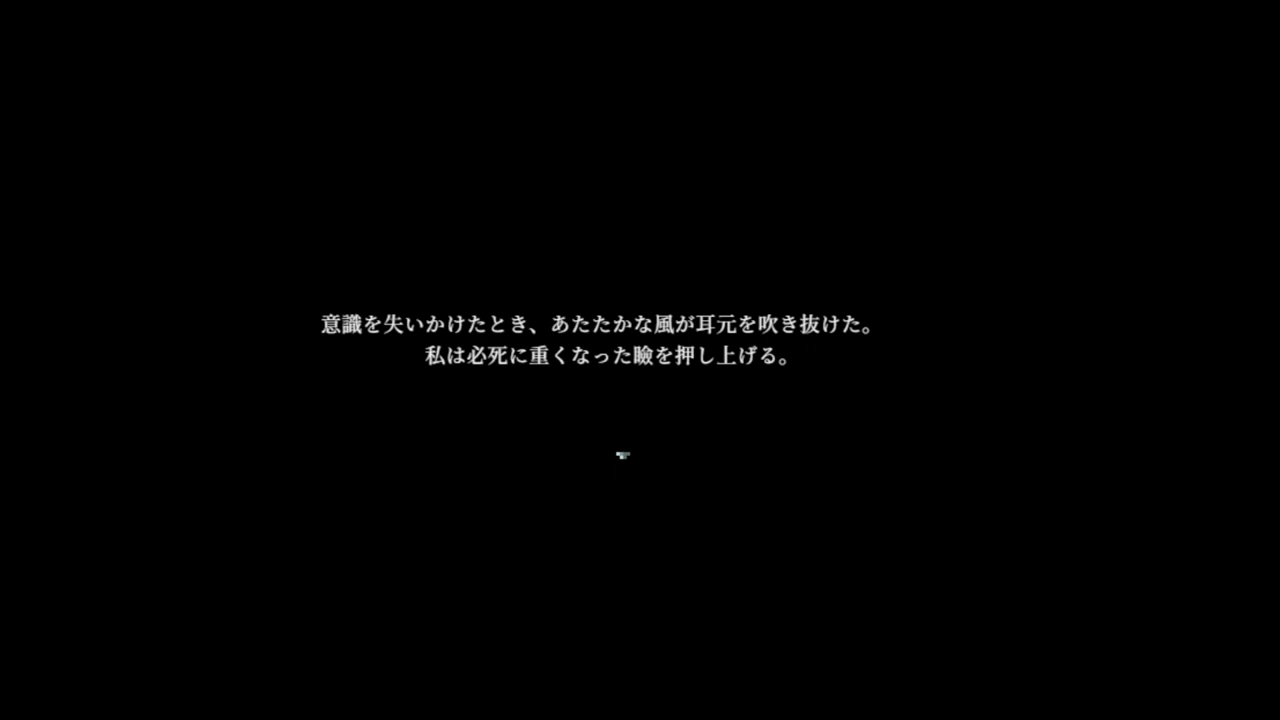 意識を失いかけたとき、あたたかな風が耳元を吹き抜けた。
私は必死に重くなった瞼を押し上げる。